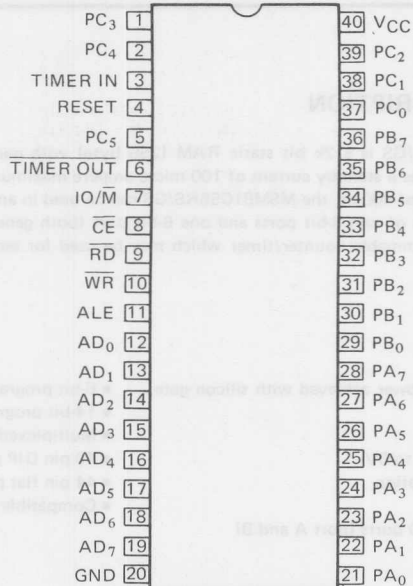 PC₃ 1 40 VCC
PC₄ 2 39 PC₂
TIMER IN 3 38 PC₁
RESET 4 37 PC₀
PC₅ 5 36 PB₇
TIMER OUT 6 35 PB₆
IO/M̅ 7 34 PB₅
C̅E̅ 8 33 PB₄
R̅D̅ 9 32 PB₃
W̅R̅ 10 31 PB₂
ALE 11 30 PB₁
AD₀ 12 29 PB₀
AD₁ 13 28 PA₇
AD₂ 14 27 PA₆
AD₃ 15 26 PA₅
AD₄ 16 25 PA₄
AD₅ 17 24 PA₃
AD₆ 18 23 PA₂
AD₇ 19 22 PA₁
GND 20 21 PA₀